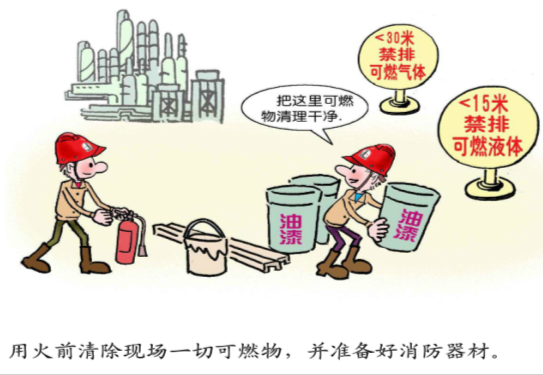 <30米
禁排
可燃气体
<15米
禁排
可燃液体
把这里可燃
物清理干净.
油
漆
油
漆
用火前清除现场一切可燃物，并准备好消防器材。